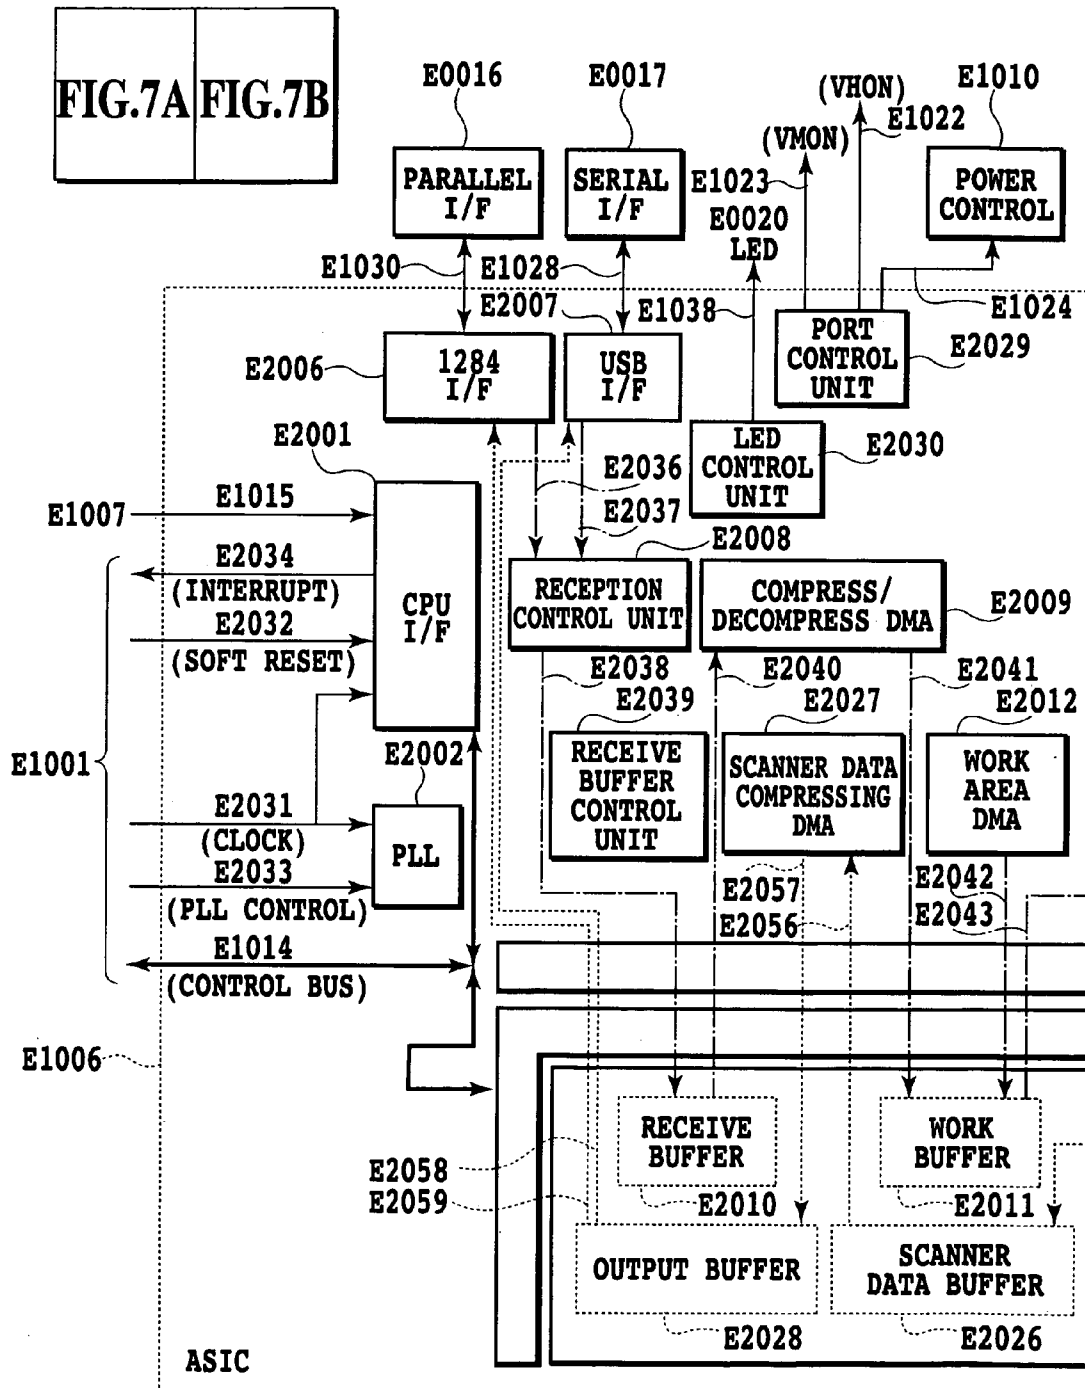 FIG.7A FIG.7B
E0016
E0017
(VHON)
E1010
E1022
(VMON)
PARALLEL
I/F
SERIAL
I/F
E1023
POWER
CONTROL
E0020
LED
E1030
E1028
E2007
E1038
E1024
E2006
1284
I/F
USB
I/F
PORT
CONTROL
UNIT
E2029
E2001
LED
CONTROL
UNIT
E2030
E2036
E1007
E1015
E2037
E2008
E2034
(INTERRUPT)
CPU
I/F
RECEPTION
CONTROL UNIT
COMPRESS/
DECOMPRESS DMA
E2009
E2032
(SOFT RESET)
E2038
E2040
E2041
E2039
E2027
E2012
E1001
E2002
RECEIVE
BUFFER
CONTROL
UNIT
SCANNER DATA
COMPRESSING
DMA
WORK
AREA
DMA
E2031
(CLOCK)
PLL
E2033
(PLL CONTROL)
E2057
E2056
E2042
E2043
E1014
(CONTROL BUS)
E1006
RECEIVE
BUFFER
WORK
BUFFER
E2058
E2059
E2010
E2011
OUTPUT BUFFER
SCANNER
DATA BUFFER
E2028
E2026
ASIC